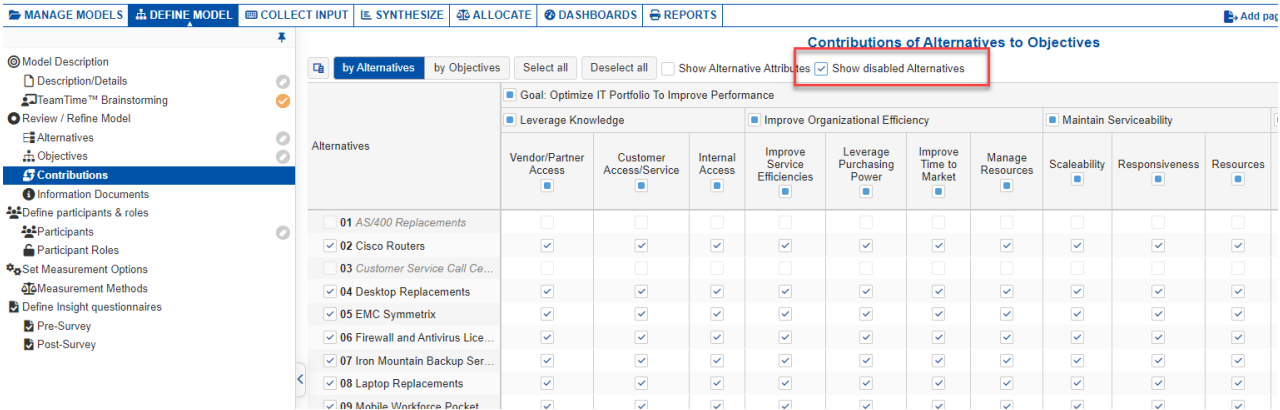 MANAGE MODELS DEFINE MODEL COLLECT INPUT SYNTHESIZE ALLOCATE DASHBOARDS REPORTS Add pag
Model Description
Description/Details
TeamTime™ Brainstorming
Review / Refine Model
Alternatives
Objectives
Contributions
Information Documents
Define participants & roles
Participants
Participant Roles
Set Measurement Options
Measurement Methods
Define Insight questionnaires
Pre-Survey
Post-Survey
Contributions of Alternatives to Objectives
by Alternatives by Objectives Select all Deselect all Show Alternative Attributes Show disabled Alternatives
Alternatives
Goal: Optimize IT Portfolio To Improve Performance
Leverage Knowledge Improve Organizational Efficiency Maintain Serviceability
Vendor/Partner Access
Customer Access/Service
Internal Access
Improve Service Efficiencies
Leverage Purchasing Power
Improve Time to Market
Manage Resources
Scaleability
Responsiveness
Resources
01 AS/400 Replacements
02 Cisco Routers
03 Customer Service Call Ce...
04 Desktop Replacements
05 EMC Symmetrix
06 Firewall and Antivirus Lice...
07 Iron Mountain Backup Ser...
08 Laptop Replacements
09 Mobile Workforce Pocket